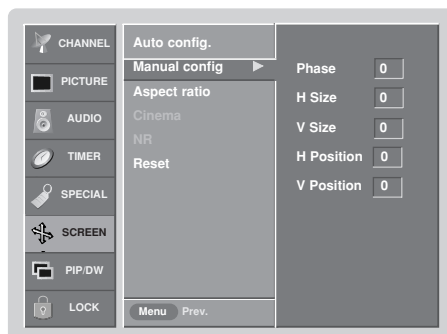 CHANNEL
PICTURE
AUDIO
TIMER
SPECIAL
SCREEN
PIP/DW
LOCK
Auto config.
Manual config
Aspect ratio
Cinema
NR
Reset
Menu Prev.
Phase 0
H Size 0
V Size 0
H Position 0
V Position 0